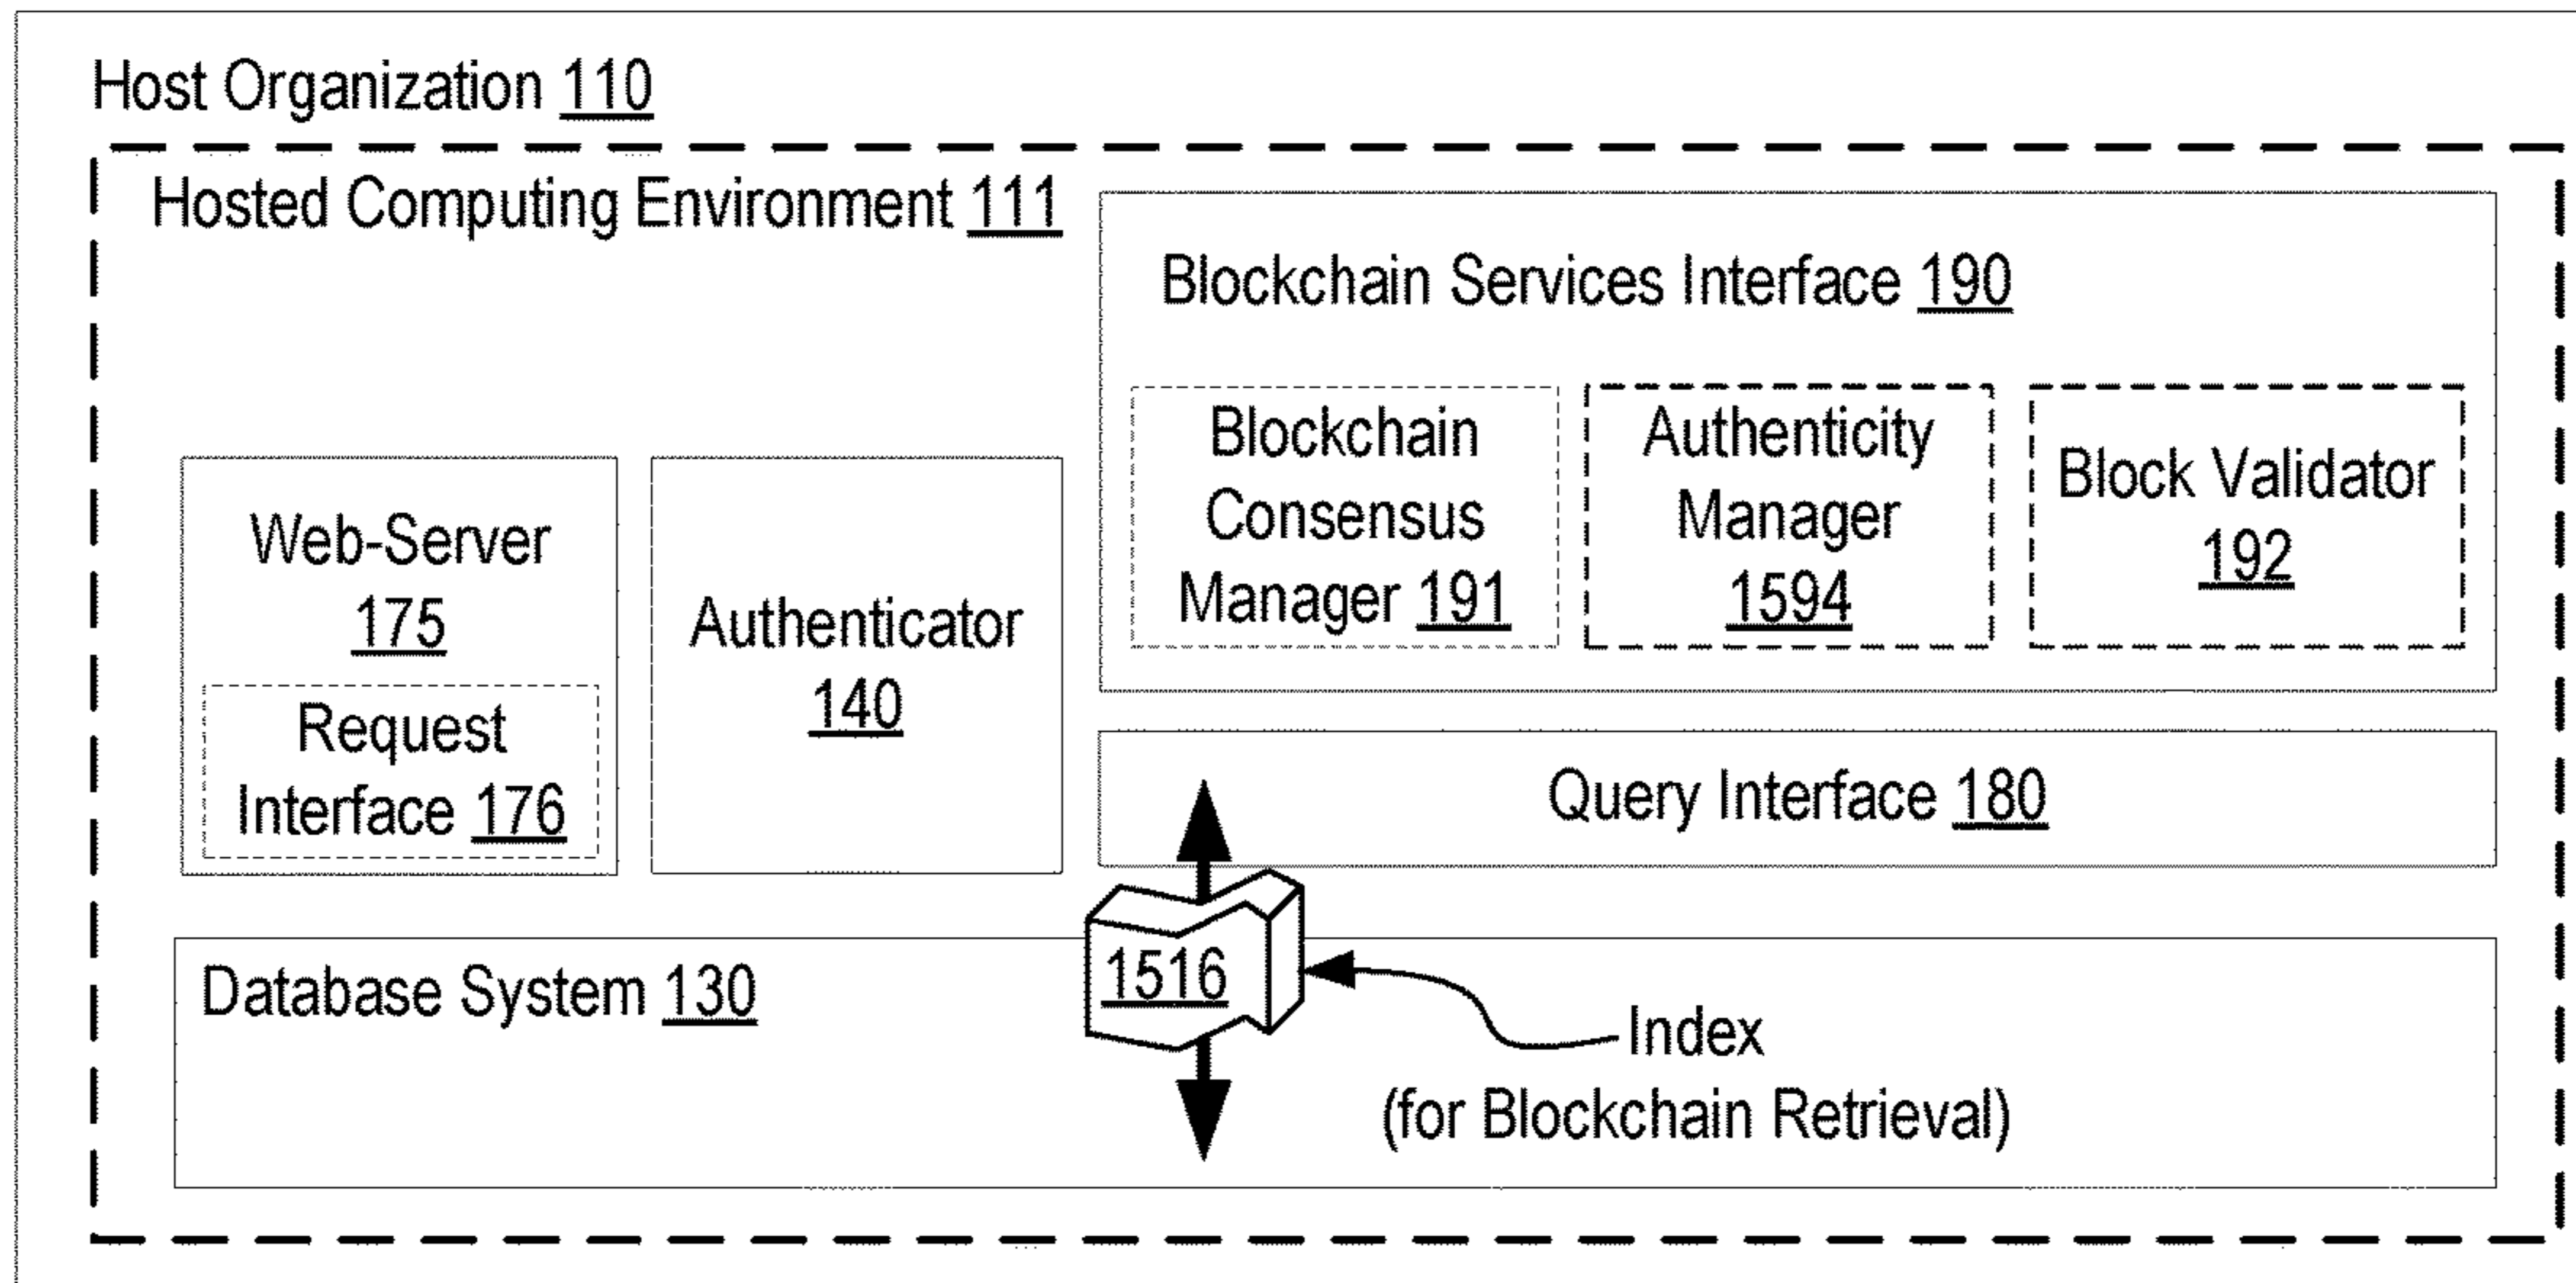 Host Organization 110
Hosted Computing Environment 111
Blockchain Services Interface 190
Blockchain
Consensus
Manager 191
Authenticity
Manager
1594
Block Validator
192
Web-Server
175
Request
Interface 176
Authenticator
140
Query Interface 180
Database System 130
1516
Index
(for Blockchain Retrieval)